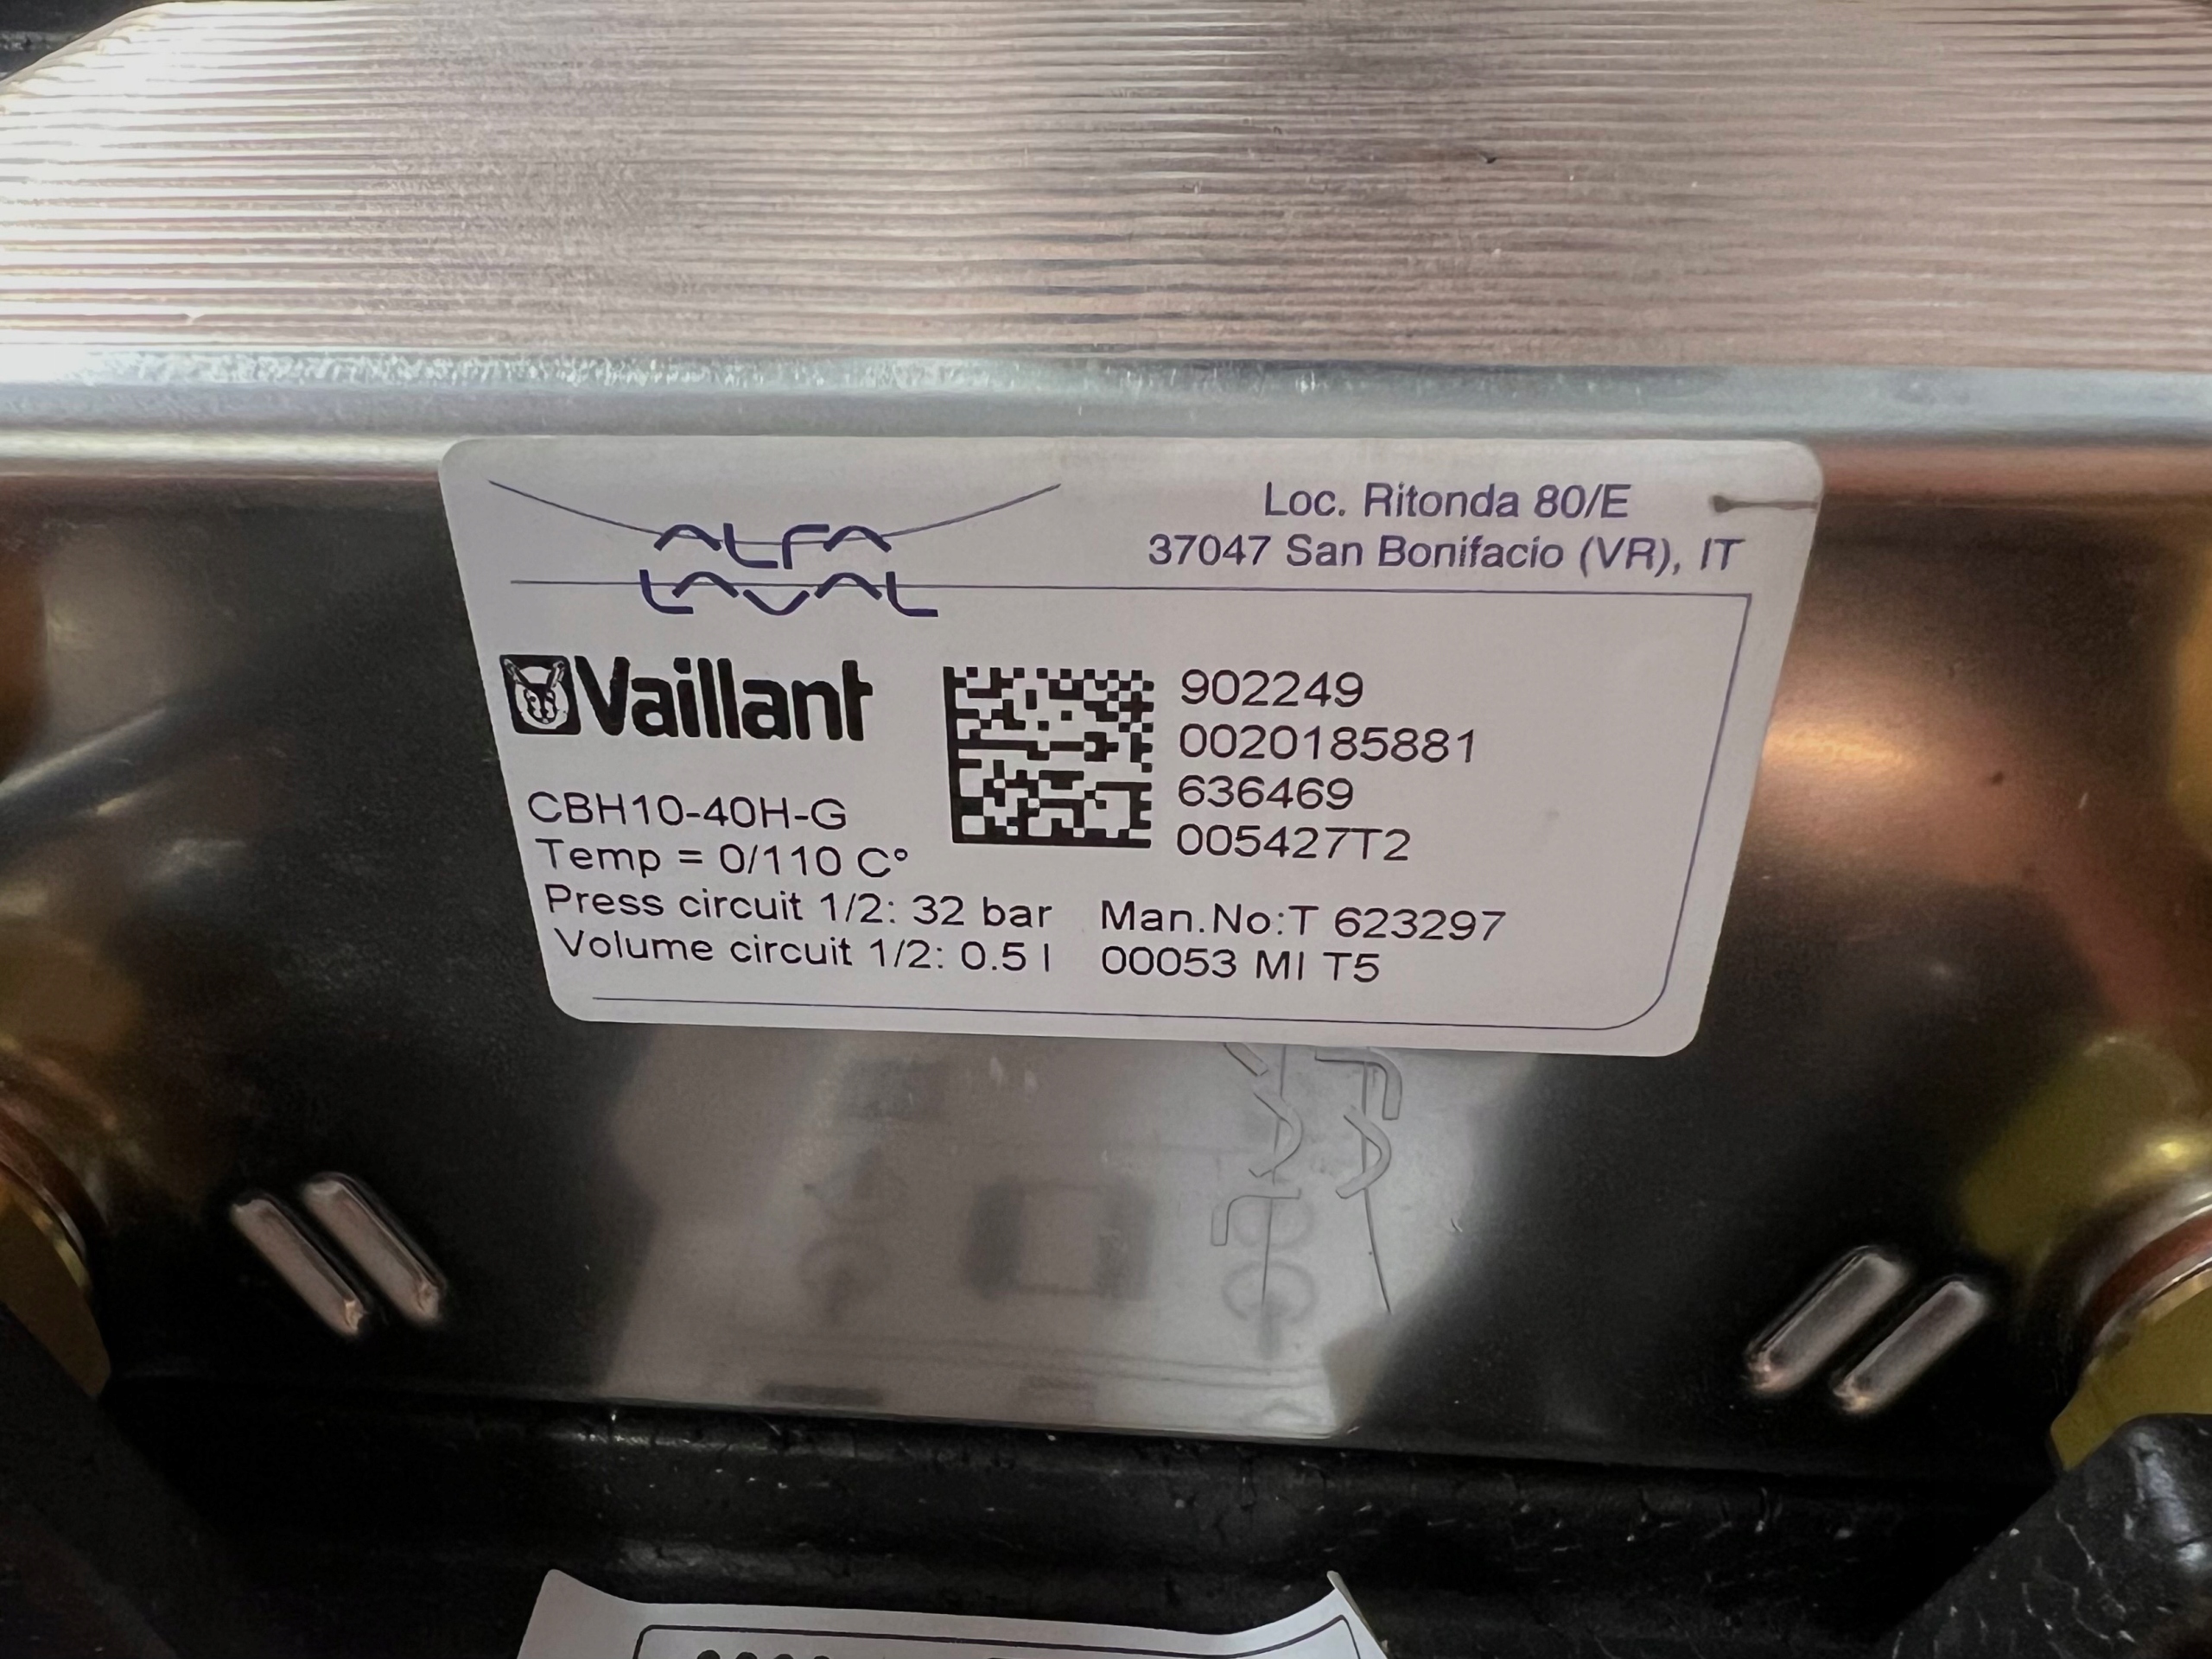 ALFA
LAVAL
Loc. Ritonda 80/E
37047 San Bonifacio (VR), IT
Vaillant
902249
0020185881
636469
005427T2
CBH10-40H-G
Temp = 0/110 C°
Press circuit 1/2: 32 bar
Volume circuit 1/2: 0.5 l
Man.No:T 623297
00053 MI T5